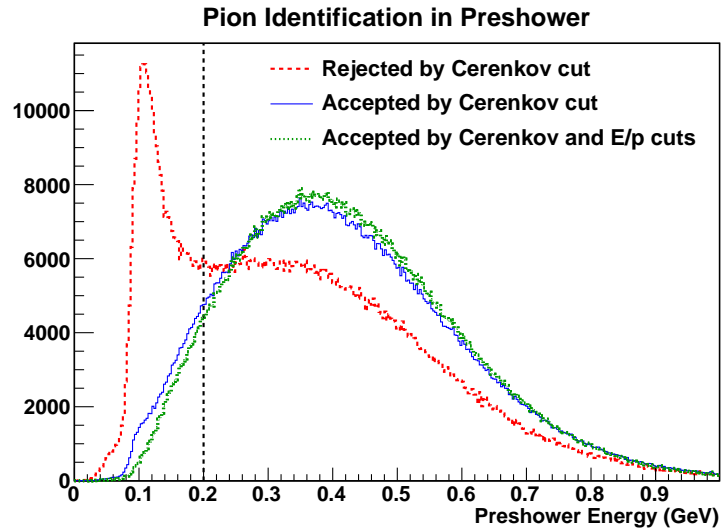 Pion Identification in Preshower
Rejected by Cerenkov cut
Accepted by Cerenkov cut
Accepted by Cerenkov and E/p cuts
10000
8000
6000
4000
2000
0
0 0.1 0.2 0.3 0.4 0.5 0.6 0.7 0.8 0.9
Preshower Energy (GeV)